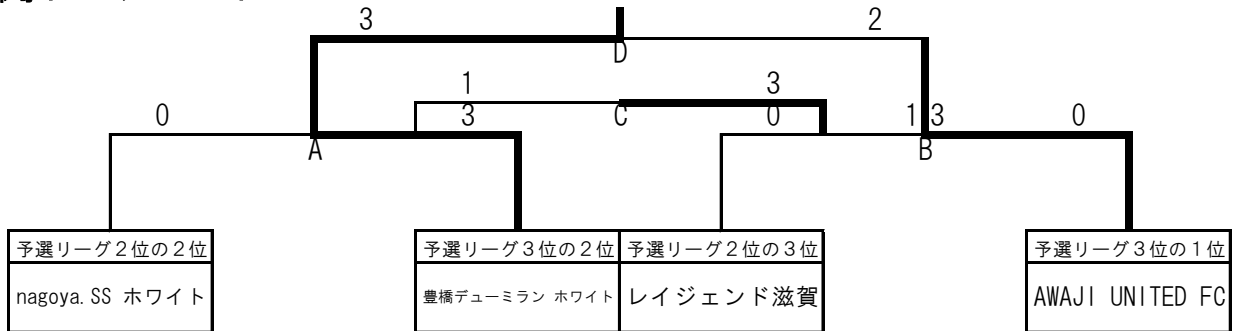 3 2
D
1 3
0 3 C 0 1 3 0
A B
予選リーグ2位の2位 予選リーグ3位の2位 予選リーグ2位の3位 予選リーグ3位の1位
nagoya.SS ホワイト 豊橋デューミラン ホワイト レイジェンド滋賀 AWAJI UNITED FC